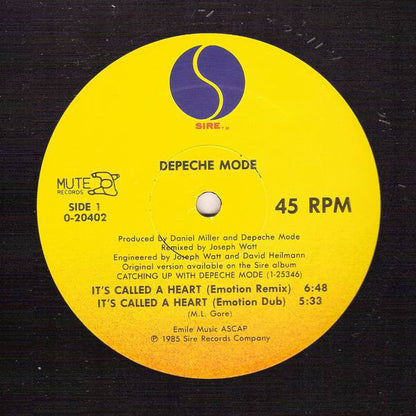 SIRE™
DEPECHE MODE
MUTE
RECORDS
SIDE 1
0-20402
45 RPM
Produced by Daniel Miller and Depeche Mode
Remixed by Joseph Watt
Engineered by Joseph Watt and David Heilmann
Original version available on the Sire album
CATCHING UP WITH DEPECHE MODE (1-25346)
IT'S CALLED A HEART (Emotion Remix) 6:48
IT'S CALLED A HEART (Emotion Dub) 5:33
(M.L. Gore)
Emile Music ASCAP
℗ 1985 Sire Records Company